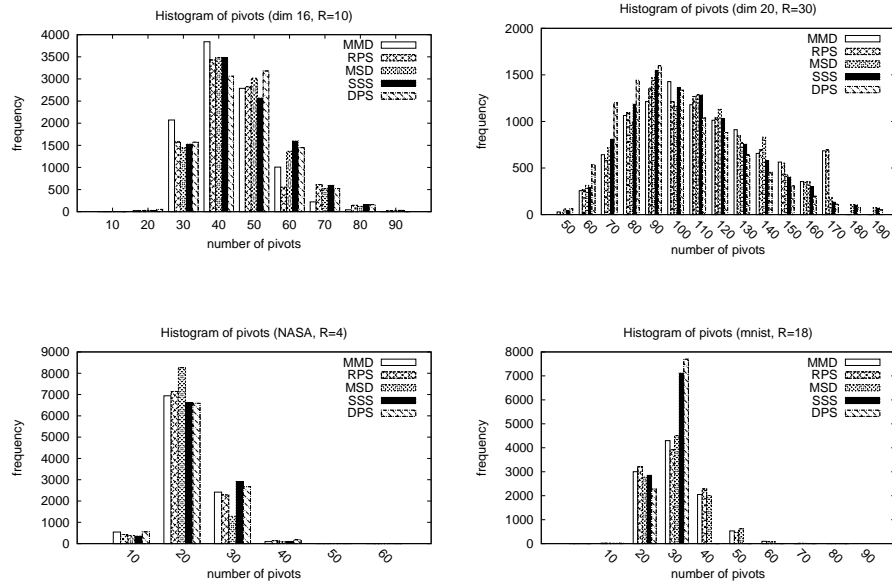 Histogram of pivots (dim 16, R=10)
4000
3500
3000
2500
2000
1500
1000
500
0
frequency
MMD
RPS
MSD
SSS
DPS
10 20 30 40 50 60 70 80 90
number of pivots
Histogram of pivots (dim 20, R=30)
2000
1500
1000
500
0
frequency
MMD
RPS
MSD
SSS
DPS
50 60 70 80 90 100 110 120 130 140 150 160 170 180 190
number of pivots
Histogram of pivots (NASA, R=4)
9000
8000
7000
6000
5000
4000
3000
2000
1000
0
frequency
MMD
RPS
MSD
SSS
DPS
10 20 30 40 50 60
number of pivots
Histogram of pivots (mnist, R=18)
8000
7000
6000
5000
4000
3000
2000
1000
0
frequency
MMD
RPS
MSD
SSS
DPS
10 20 30 40 50 60 70 80 90
number of pivots